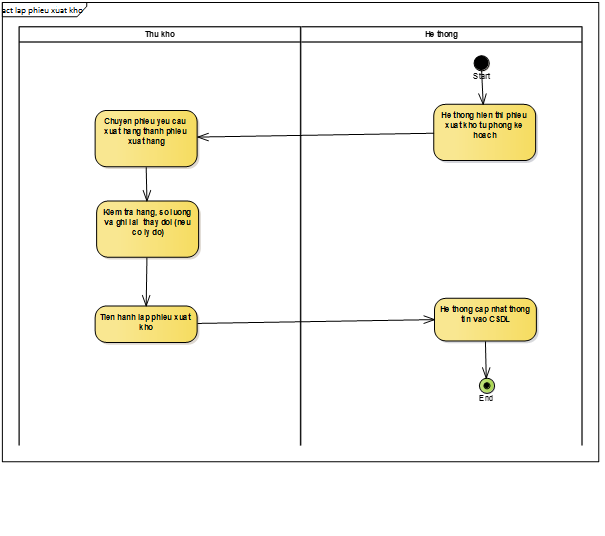 act lap phieu xuat kho
Thu kho
He thong
Start
He thong hien thi phieu
xuat kho tu phong ke
hoach
Chuyen phieu yeu cau
xuat hang thanh phieu
xuat hang
Kiem tra hang, so luong
va ghi lai thay doi (neu
co ly do)
Tien hanh lap phieu xuat
kho
He thong cap nhat thong
tin vao CSDL
End